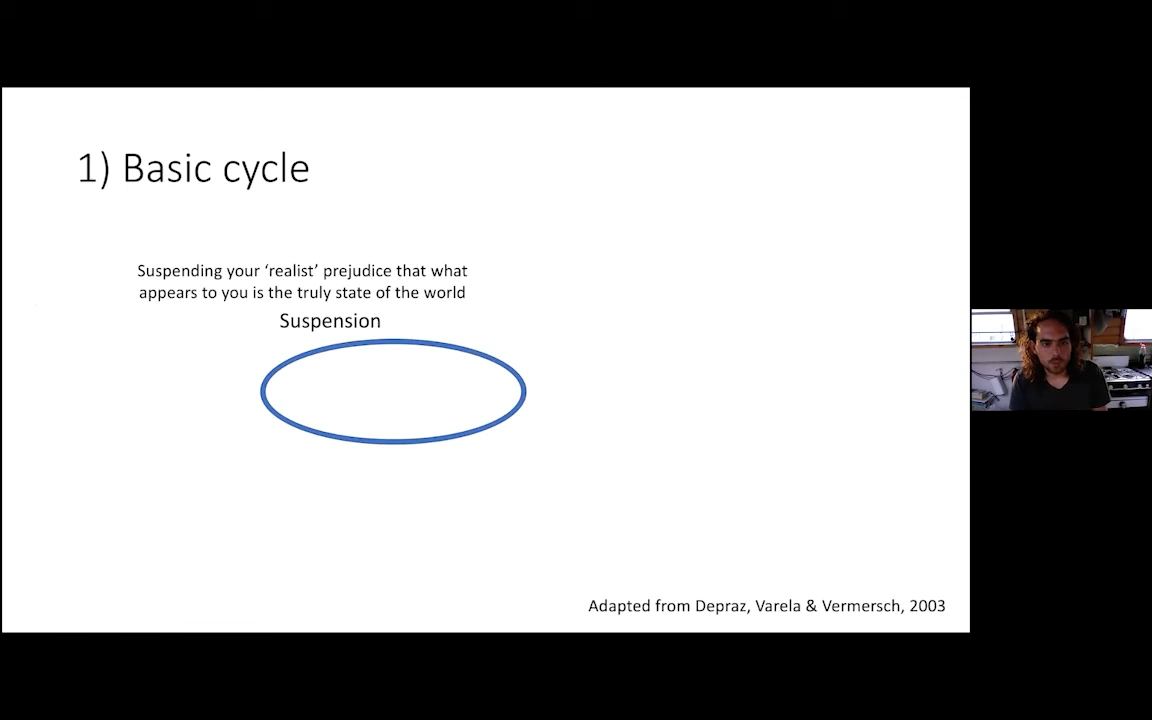 1) Basic cycle
Suspending your ‘realist’ prejudice that what
appears to you is the truly state of the world
Suspension
Adapted from Depraz, Varela & Vermersch, 2003